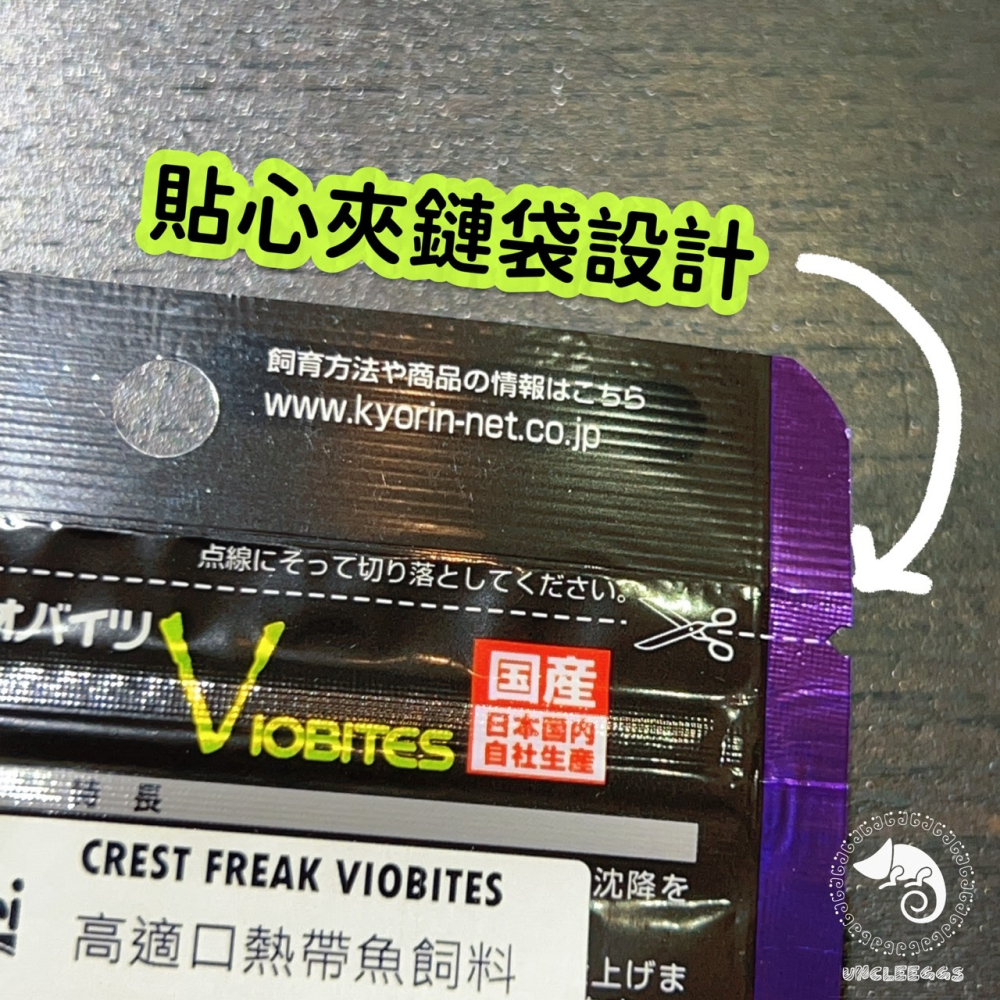 貼心夾鏈袋設計
飼育方法や商品の情報はこちら
www.kyorin-net.co.jp
点線にそって切り落としてください。
オバイツ
VIOBITES
国産
日本国内
自社生産
特長
CREST FREAK VIOBITES
沈降を
高適口熱帶魚飼料
上げま
UNCLEEGGS